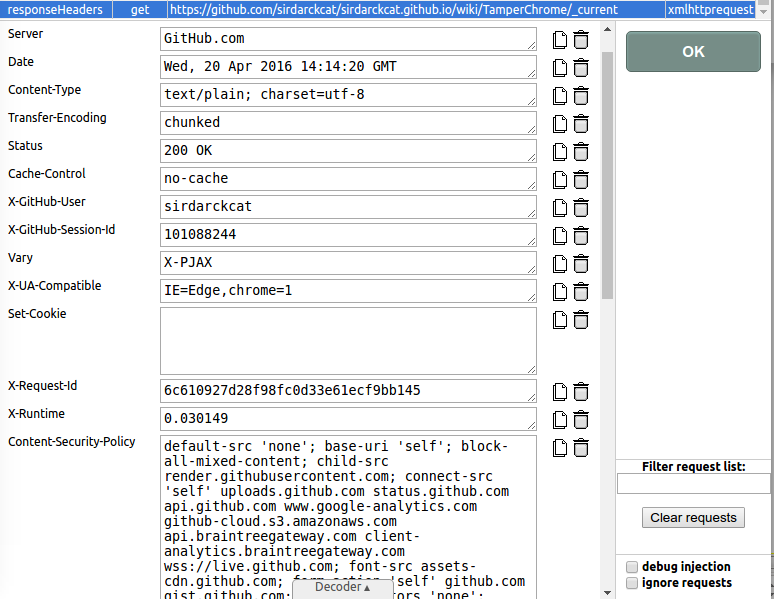 responseHeaders get https://github.com/sirdarckcat/sirdarckcat.github.io/wiki/TamperChrome/_current xmlhttprequest
Server GitHub.com
Date Wed, 20 Apr 2016 14:14:20 GMT
Content-Type text/plain; charset=utf-8
Transfer-Encoding chunked
Status 200 OK
Cache-Control no-cache
X-GitHub-User sirdarckcat
X-GitHub-Session-Id 101088244
Vary X-PJAX
X-UA-Compatible IE=Edge,chrome=1
Set-Cookie
X-Request-Id 6c610927d28f98fc0d33e61ecf9bb145
X-Runtime 0.030149
Content-Security-Policy default-src 'none'; base-uri 'self'; block-
all-mixed-content; child-src
render.githubusercontent.com; connect-src
'self' uploads.github.com status.github.com
api.github.com www.google-analytics.com
github-cloud.s3.amazonaws.com
api.braintreegateway.com client-
analytics.braintreegateway.com
wss://live.github.com; font-src assets-
cdn.github.com; 'self' github.com
gist.github.com; 'none';
Decoder ▴
OK
Filter request list:
Clear requests
debug injection
ignore requests